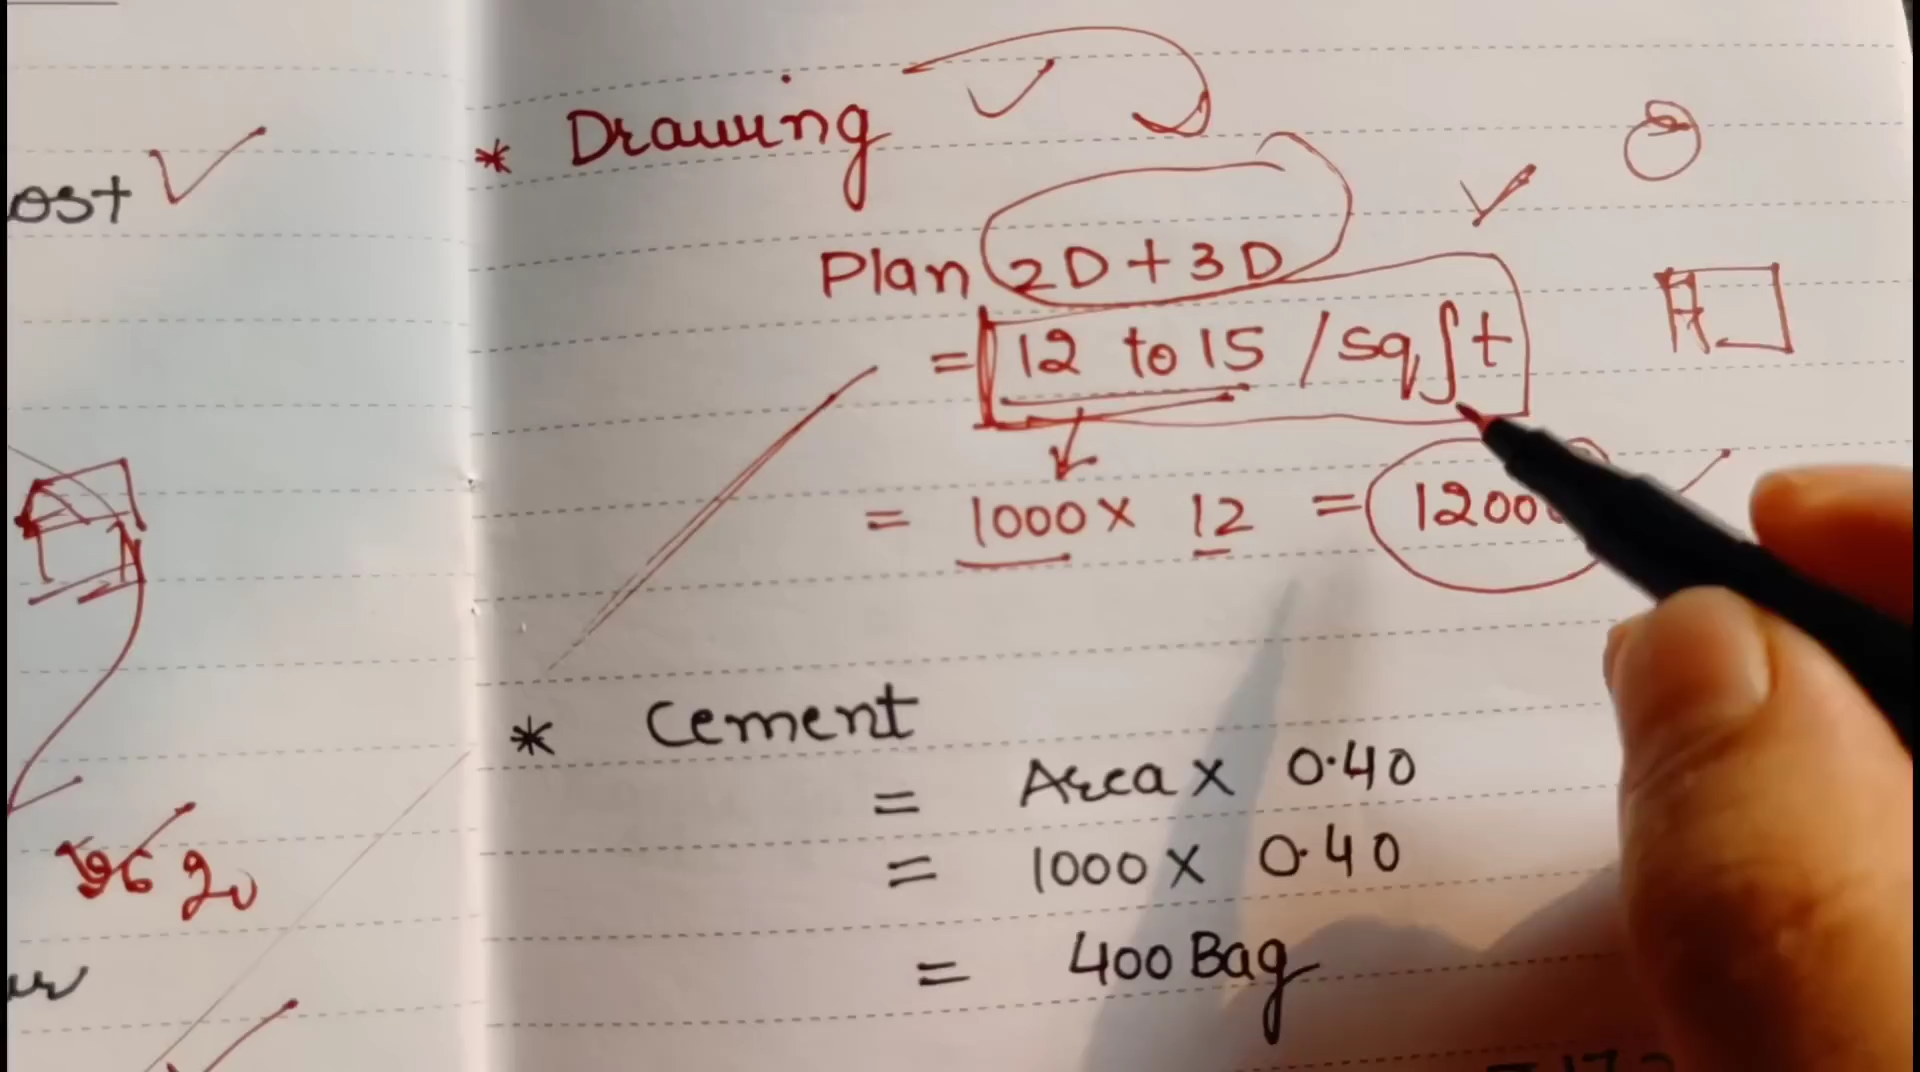 ost
* Drawing
Plan 2D + 3D
= 12 to 15 / sqft
= 1000 x 12 = 1200
* Cement
= Area x 0.40
= 1000 x 0.40
= 400 Bag